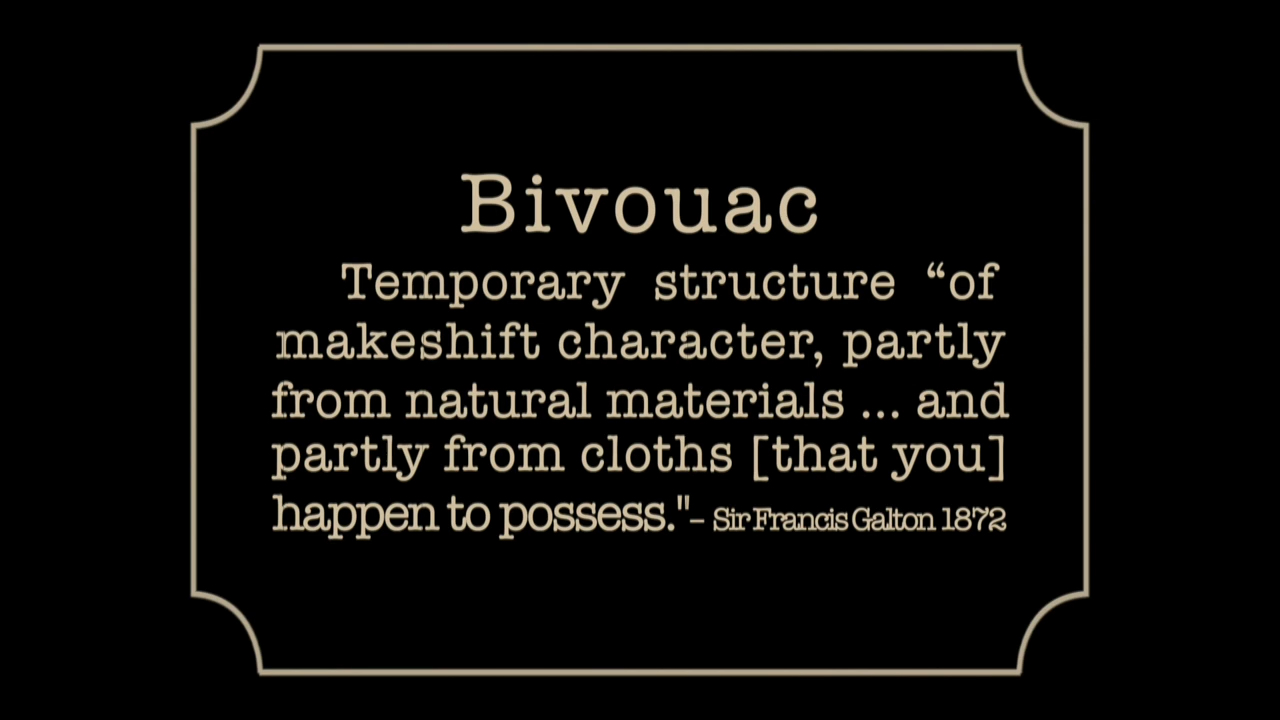 Bivouac
Temporary structure “of
makeshift character, partly
from natural materials ... and
partly from cloths [that you]
happen to possess."- Sir Francis Galton 1872